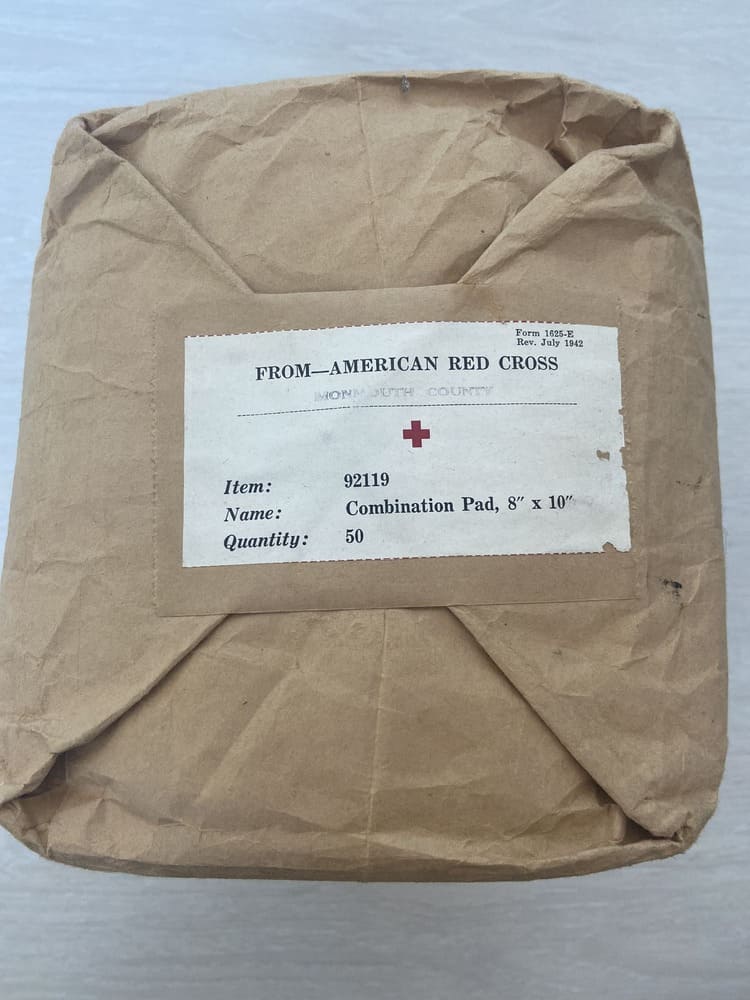 Form 1625-E
Rev. July 1942
FROM—AMERICAN RED CROSS
MONMOUTH COUNTY
Item: 92119
Name: Combination Pad, 8″ x 10″
Quantity: 50